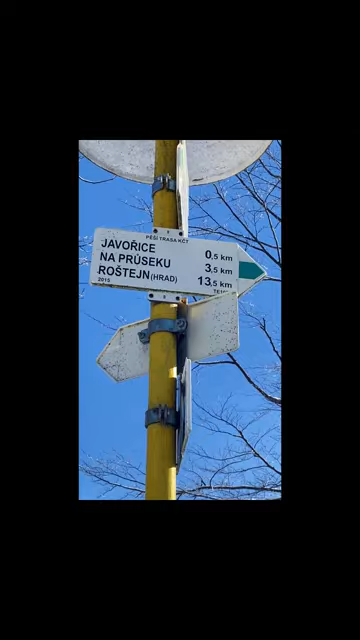 PĚŠÍ TRASA KČT
JAVOŘICE 0,5 km
NA PRŮSEKU 3,5 km
ROŠTEJN (HRAD) 13,5 km
2015